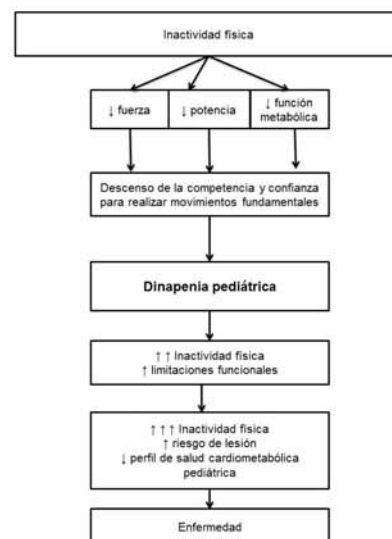 Inactividad física
↓ fuerza
↓ potencia
↓ función
metabólica
Descenso de la competencia y confianza
para realizar movimientos fundamentales
Dinapenia pediátrica
↑ ↑ Inactividad física
↑ limitaciones funcionales
↑ ↑ ↑ Inactividad física
↑ riesgo de lesión
↓ perfil de salud cardiometabólica
pediátrica
Enfermedad